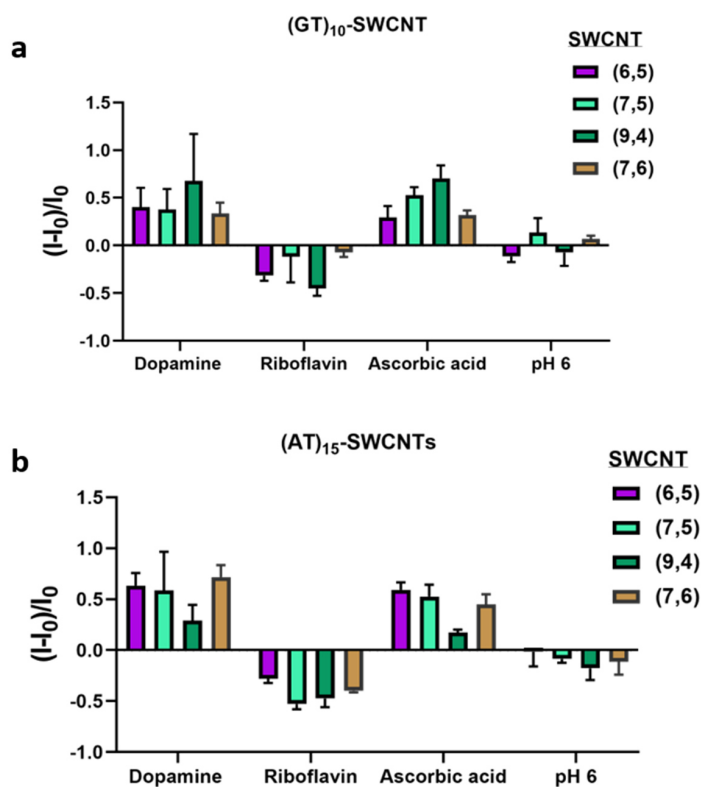 a
(GT)₁₀-SWCNT
SWCNT
(6,5)
(7,5)
(9,4)
(7,6)
(I-I₀)/I₀
1.5
1.0
0.5
0.0
-0.5
-1.0
Dopamine Riboflavin Ascorbic acid pH 6
b
(AT)₁₅-SWCNTs
SWCNT
(6,5)
(7,5)
(9,4)
(7,6)
(I-I₀)/I₀
1.5
1.0
0.5
0.0
-0.5
-1.0
Dopamine Riboflavin Ascorbic acid pH 6